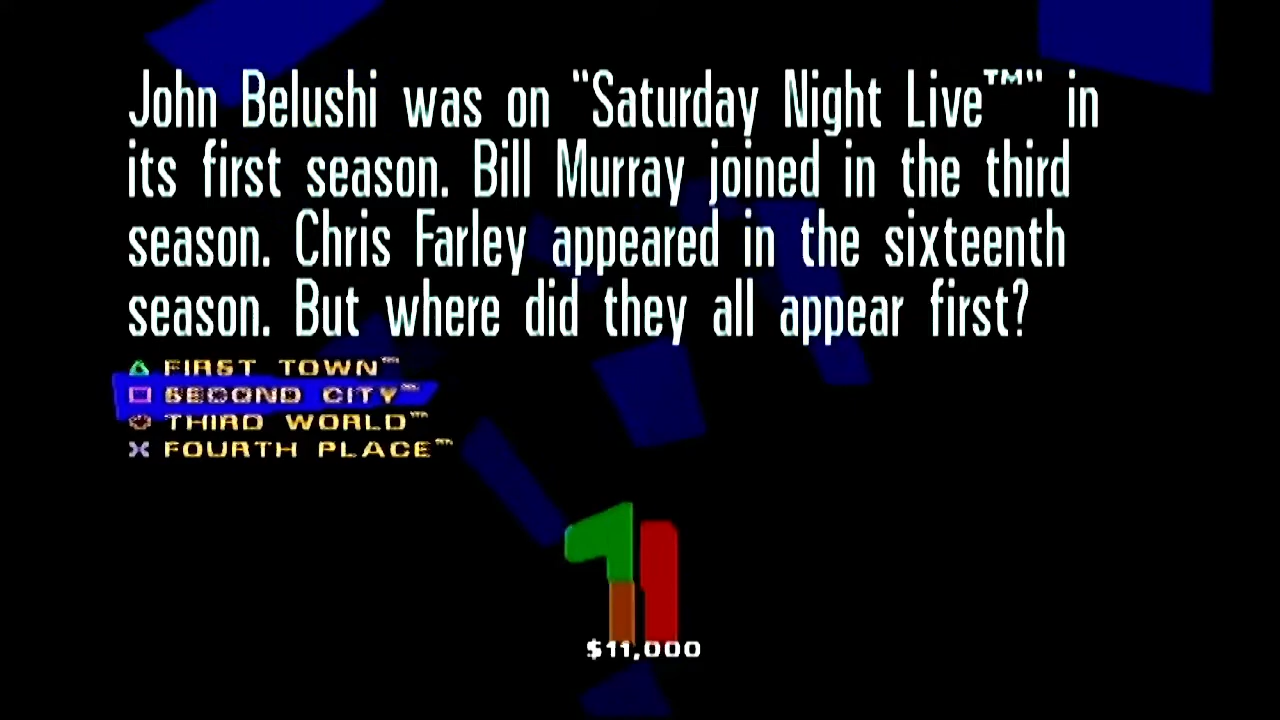 John Belushi was on "Saturday Night Live™" in
its first season. Bill Murray joined in the third
season. Chris Farley appeared in the sixteenth
season. But where did they all appear first?
FIRST TOWN™
SECOND CITY™
THIRD WORLD™
FOURTH PLACE™
11
$11,000